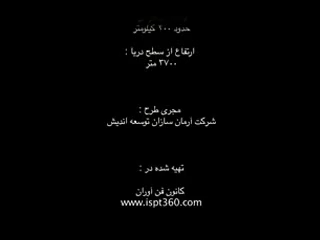 حدود ۲۰۰ کیلومتر
ارتفاع از سطح دریا :
۳۷۰۰ متر
مجری طرح :
شرکت آرمان سازان توسعه اندیش
تهیه شده در :
کانون فن آوران
www.ispt360.com